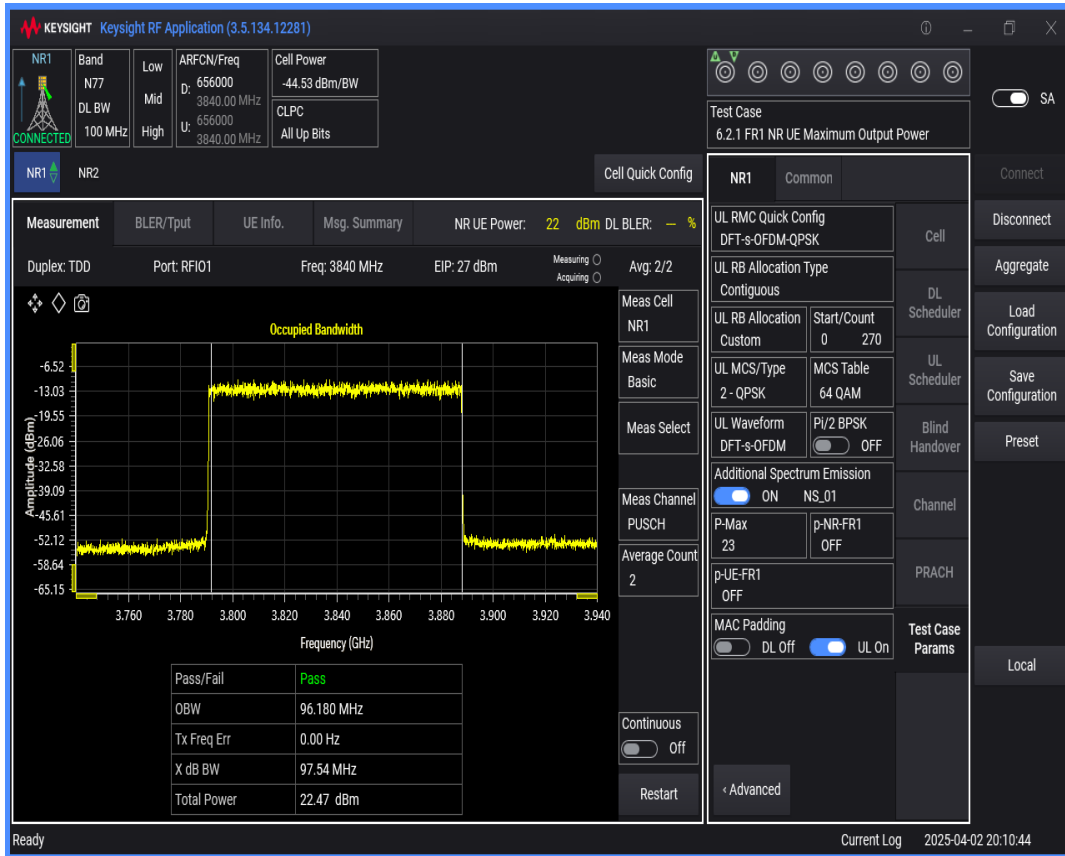 KEYSIGHT Keysight RF Application (3.5.134.12281)
NR1
CONNECTED
Band
N77
DL BW
100 MHz
Low
Mid
High
ARFCN/Freq
D: 656000
3840.00 MHz
U: 656000
3840.00 MHz
Cell Power
-44.53 dBm/BW
CLPC
All Up Bits
Test Case
6.2.1 FR1 NR UE Maximum Output Power
SA
NR1 NR2
Cell Quick Config
Measurement BLER/Tput UE Info. Msg. Summary NR UE Power: 22 dBm DL BLER: — %
Duplex: TDD Port: RFIO1 Freq: 3840 MHz EIP: 27 dBm Measuring Avg: 2/2
Acquiring
Occupied Bandwidth
Amplitude (dBm)
-6.52
-13.03
-19.55
-26.06
-32.58
-39.09
-45.61
-52.12
-58.64
-65.15
3.760 3.780 3.800 3.820 3.840 3.860 3.880 3.900 3.920 3.940
Frequency (GHz)
Pass/Fail Pass
OBW 96.180 MHz
Tx Freq Err 0.00 Hz
X dB BW 97.54 MHz
Total Power 22.47 dBm
Meas Cell
NR1
Meas Mode
Basic
Meas Select
Meas Channel
PUSCH
Average Count
2
Continuous
Off
Restart
NR1 Common
UL RMC Quick Config
DFT-s-OFDM-QPSK
UL RB Allocation Type
Contiguous
UL RB Allocation
Custom
Start/Count
0 270
UL MCS/Type
2 - QPSK
MCS Table
64 QAM
UL Waveform
DFT-s-OFDM
Pi/2 BPSK
OFF
Additional Spectrum Emission
ON NS_01
P-Max
23
p-NR-FR1
OFF
p-UE-FR1
OFF
MAC Padding
DL Off UL On
‹ Advanced
Cell
DL
Scheduler
UL
Scheduler
Blind
Handover
Channel
PRACH
Test Case
Params
Connect
Disconnect
Aggregate
Load
Configuration
Save
Configuration
Preset
Local
Ready
Current Log 2025-04-02 20:10:44